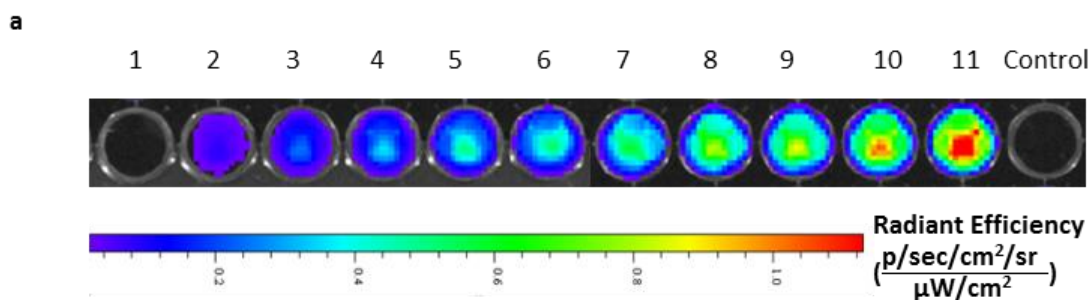 a
1 2 3 4 5 6 7 8 9 10 11 Control
0.2 0.4 0.6 0.8 1.0
Radiant Efficiency
(p/sec/cm²/sr
µW/cm²)